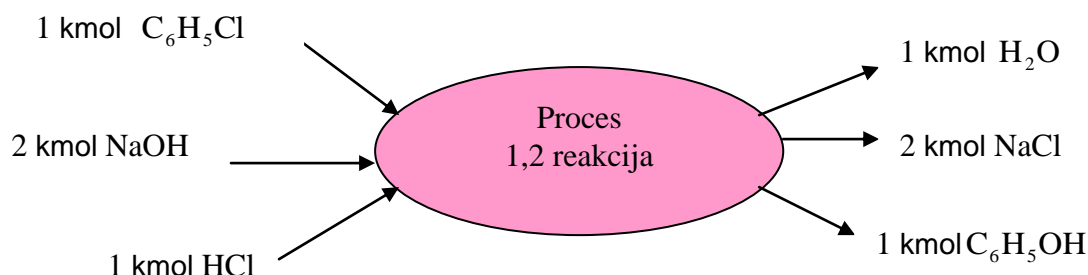 1 kmol C₆H₅Cl
2 kmol NaOH
1 kmol HCl
Proces
1,2 reakcija
1 kmol H₂O
2 kmol NaCl
1 kmol C₆H₅OH